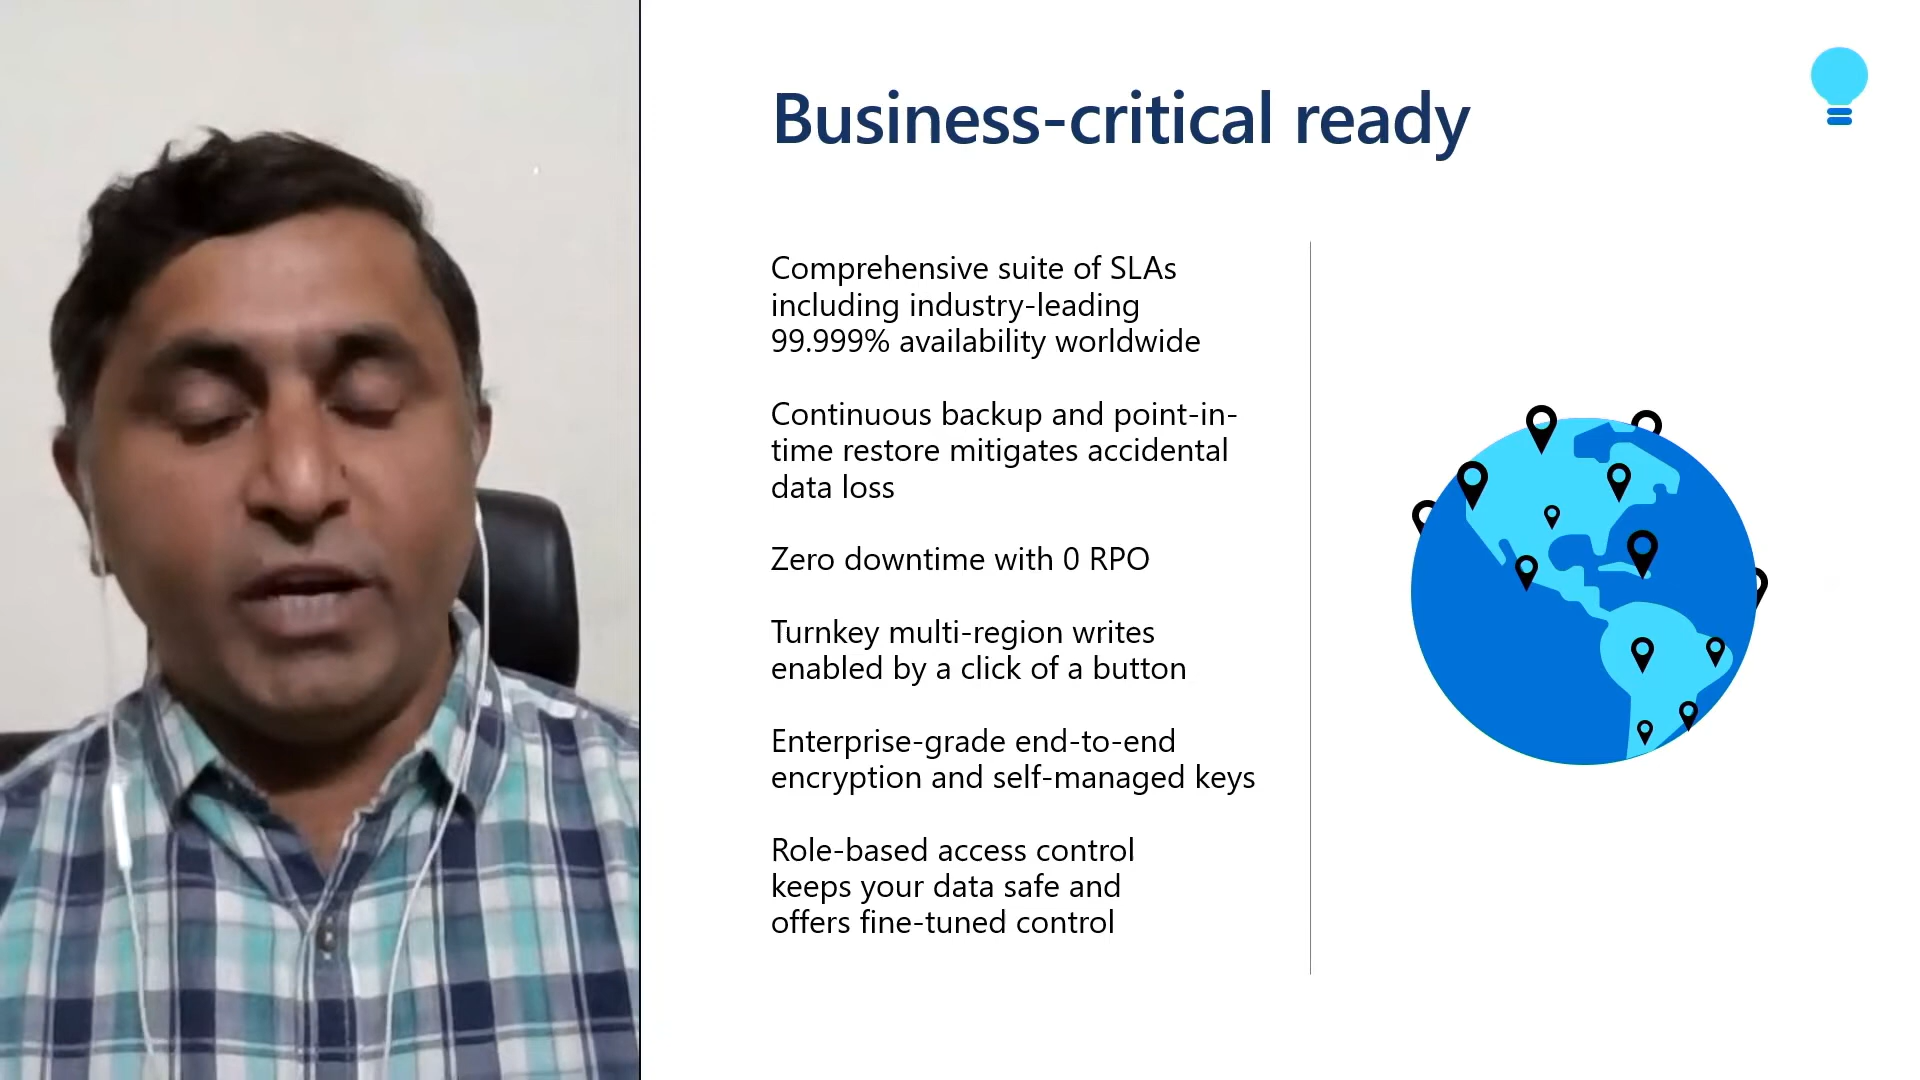 Business-critical ready
Comprehensive suite of SLAs
including industry-leading
99.999% availability worldwide
Continuous backup and point-in-
time restore mitigates accidental
data loss
Zero downtime with 0 RPO
Turnkey multi-region writes
enabled by a click of a button
Enterprise-grade end-to-end
encryption and self-managed keys
Role-based access control
keeps your data safe and
offers fine-tuned control